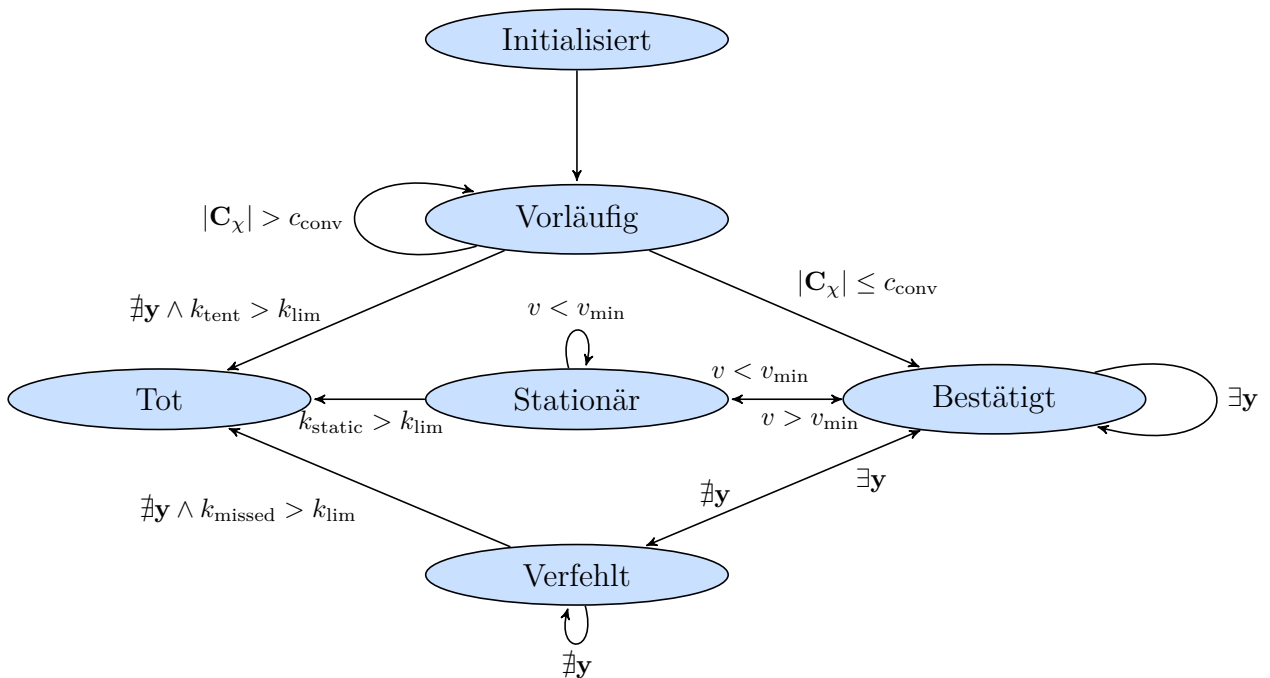 Initialisiert
Vorläufig
|C_χ| > c_conv
|C_χ| ≤ c_conv
∄y ∧ k_tent > k_lim
v < v_min
Tot
Stationär
Bestätigt
v < v_min
v > v_min
k_static > k_lim
∃y
∄y
∃y
∄y ∧ k_missed > k_lim
Verfehlt
∄y